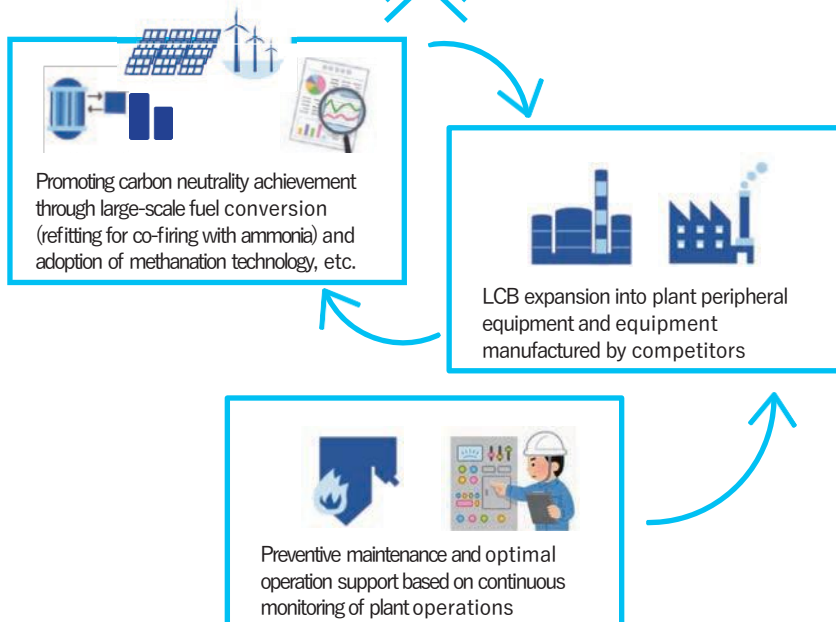 Promoting carbon neutrality achievement
through large-scale fuel conversion
(refitting for co-firing with ammonia) and
adoption of methanation technology, etc.
LCB expansion into plant peripheral
equipment and equipment
manufactured by competitors
Preventive maintenance and optimal
operation support based on continuous
monitoring of plant operations